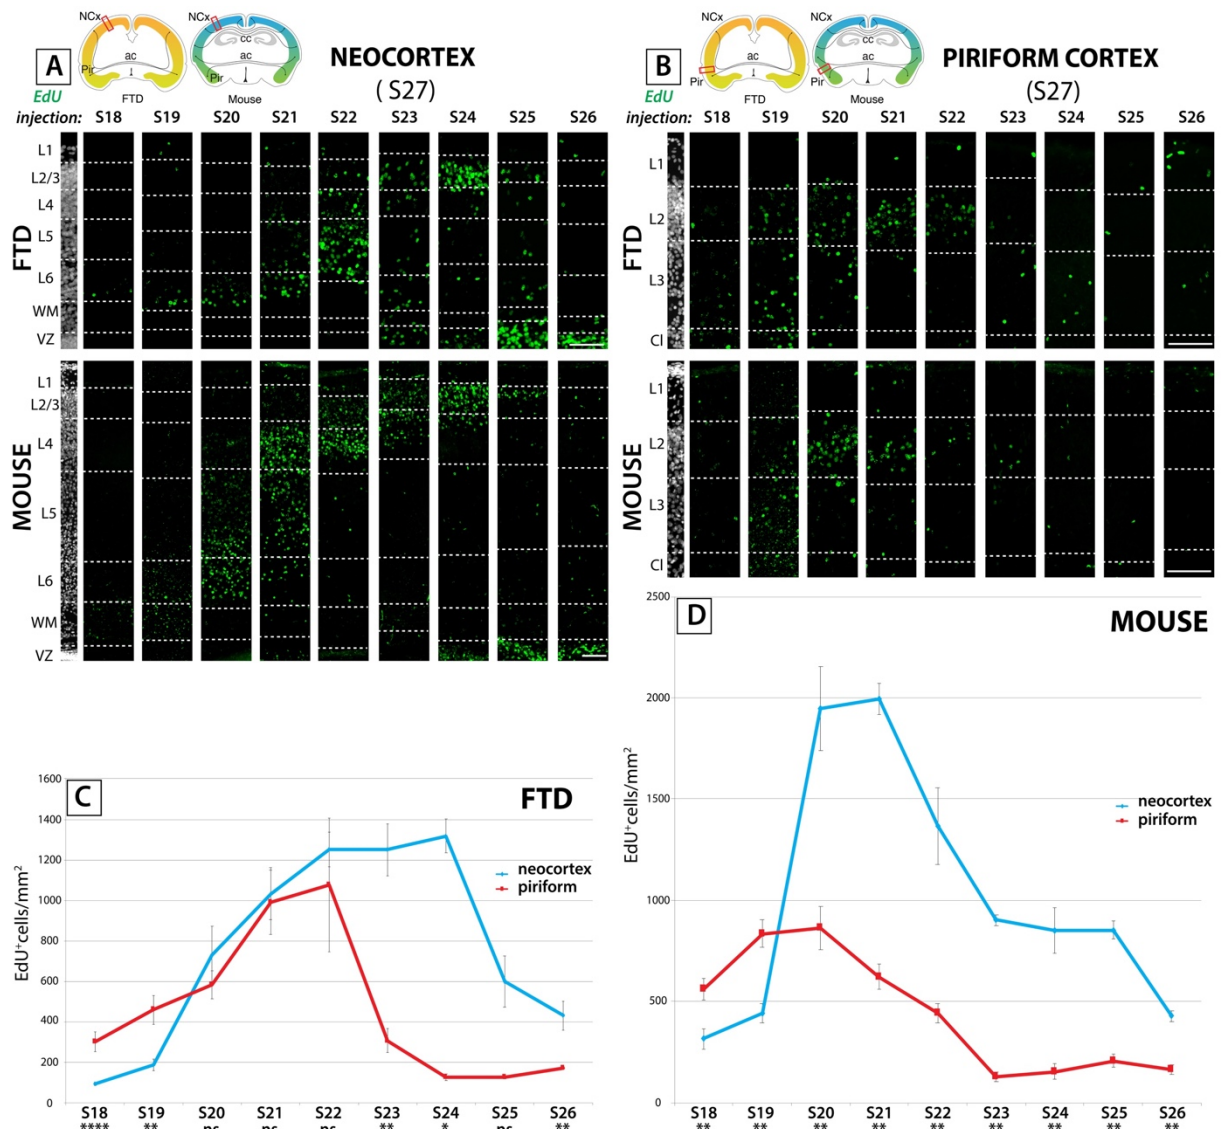 A
NCx
ac
Pir
FTD
NCx
cc
ac
Pir
Mouse
NEOCORTEX
( S27)
EdU
injection: S18 S19 S20 S21 S22 S23 S24 S25 S26
FTD
L1
L2/3
L4
L5
L6
WM
VZ
MOUSE
L1
L2/3
L4
L5
L6
WM
VZ
B
NCx
ac
Pir
FTD
NCx
cc
ac
Pir
Mouse
PIRIFORM CORTEX
(S27)
EdU
injection: S18 S19 S20 S21 S22 S23 S24 S25 S26
FTD
L1
L2
L3
Cl
MOUSE
L1
L2
L3
Cl
C
FTD
EdU+cells/mm2
1600
1400
1200
1000
800
600
400
200
0
neocortex
piriform
S18 S19 S20 S21 S22 S23 S24 S25 S26
**** ** ns ns ns ** * ns **
D
MOUSE
EdU+cells/mm2
2500
2000
1500
1000
500
0
neocortex
piriform
S18 S19 S20 S21 S22 S23 S24 S25 S26
** ** ** ** ** ** ** ** **